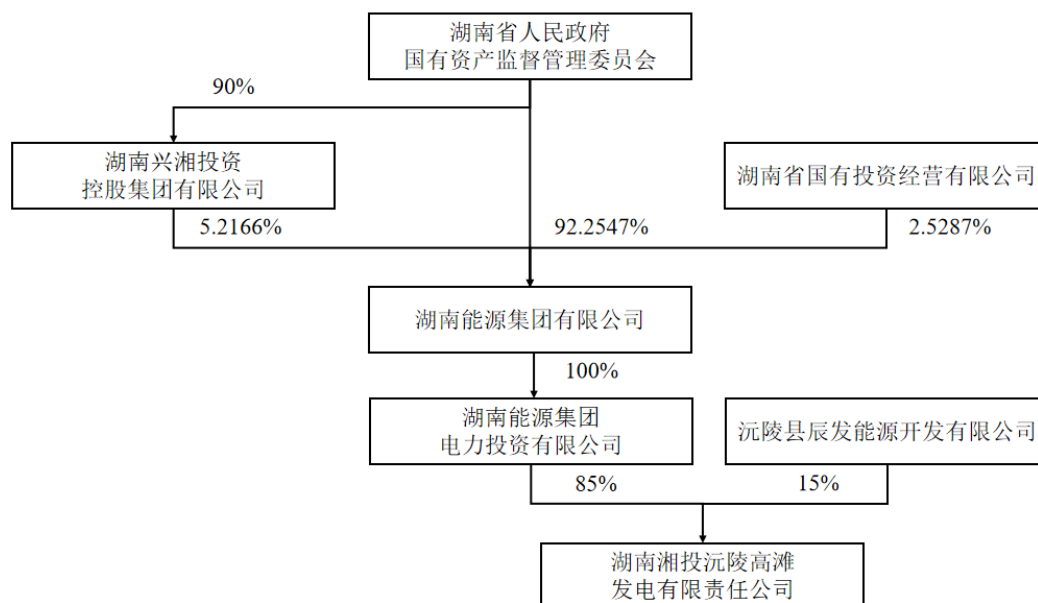 湖南省人民政府
国有资产监督管理委员会
90%
湖南兴湘投资
控股集团有限公司
湖南省国有投资经营有限公司
5.2166%
92.2547%
2.5287%
湖南能源集团有限公司
100%
湖南能源集团
电力投资有限公司
沅陵县辰发能源开发有限公司
85%
15%
湖南湘投沅陵高滩
发电有限责任公司